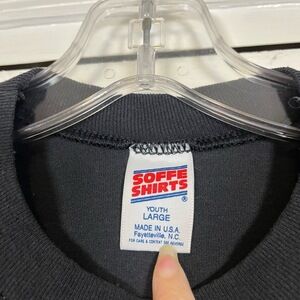 SOFFE
SHIRTS®
YOUTH
LARGE
MADE IN U.S.A.
Fayetteville, N.C.
FOR CARE & CONTENT SEE REVERSE